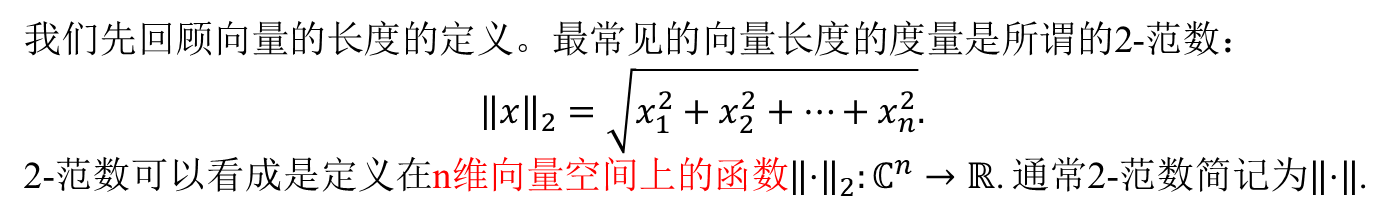 我们先回顾向量的长度的定义。最常见的向量长度的度量是所谓的2-范数：
‖x‖₂ = √(x₁² + x₂² + ⋯ + xₙ²).
2-范数可以看成是定义在n维向量空间上的函数‖·‖₂: ℂⁿ → ℝ. 通常2-范数简记为‖·‖.